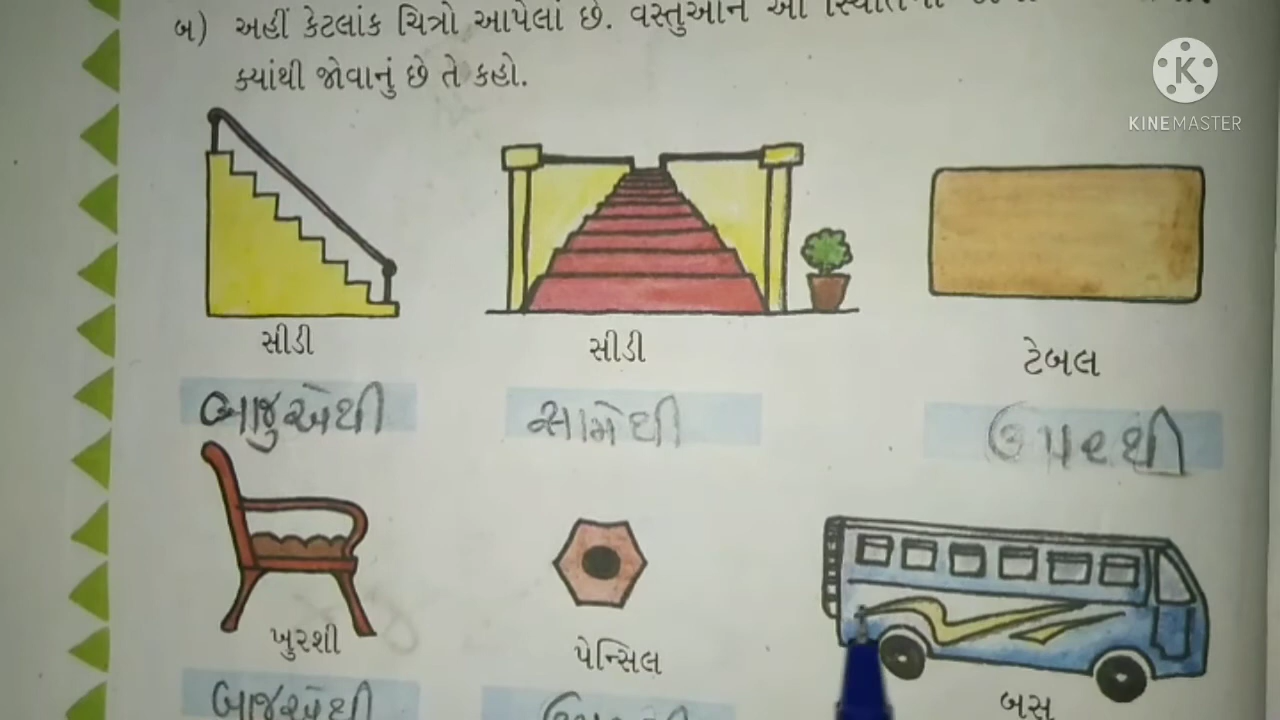 બ) અહીં કેટલાંક ચિત્રો આપેલાં છે. વસ્તુઓને આ
ક્યાંથી જોવાનું છે તે કહો.
K
KINEMASTER
સીડી સીડી ટેબલ
બાજુએથી સામેથી ઉપરથી
ખુરશી પેન્સિલ બસ
બાજુએથી